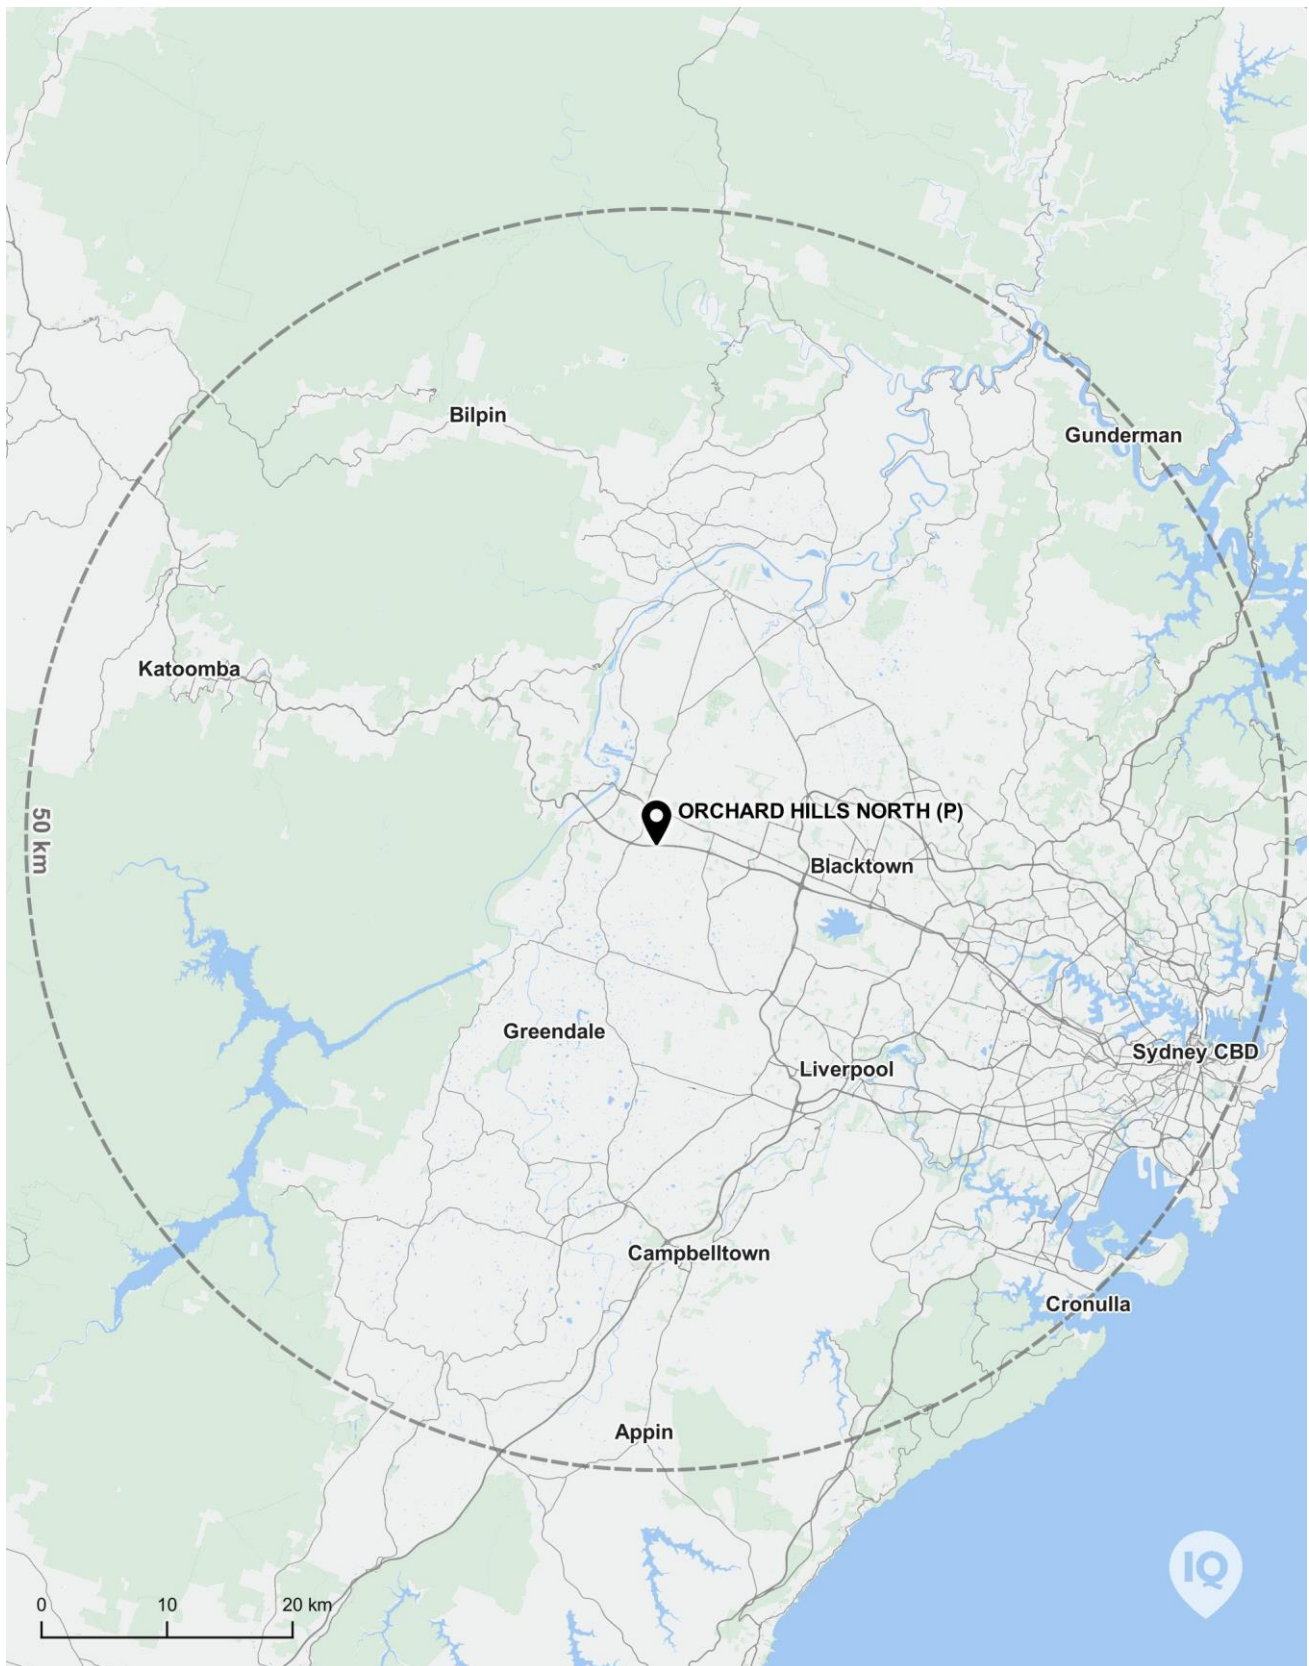 Bilpin
Gunderman
Katoomba
50 km
ORCHARD HILLS NORTH (P)
Blacktown
Greendale
Sydney CBD
Liverpool
Campbelltown
Cronulla
Appin
IQ
0 10 20 km